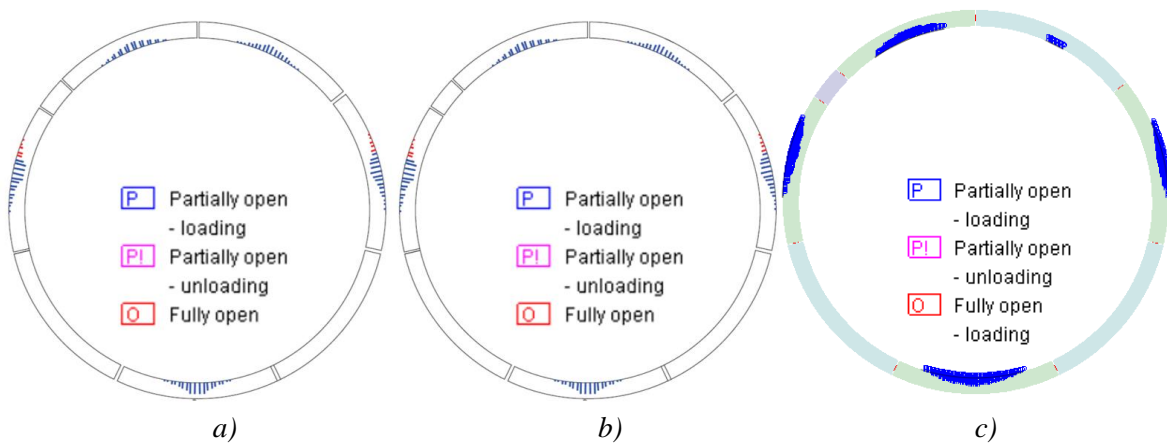 P Partially open
- loading
P! Partially open
- unloading
O Fully open
a)
P Partially open
- loading
P! Partially open
- unloading
O Fully open
b)
P Partially open
- loading
P! Partially open
- unloading
O Fully open
- loading
c)